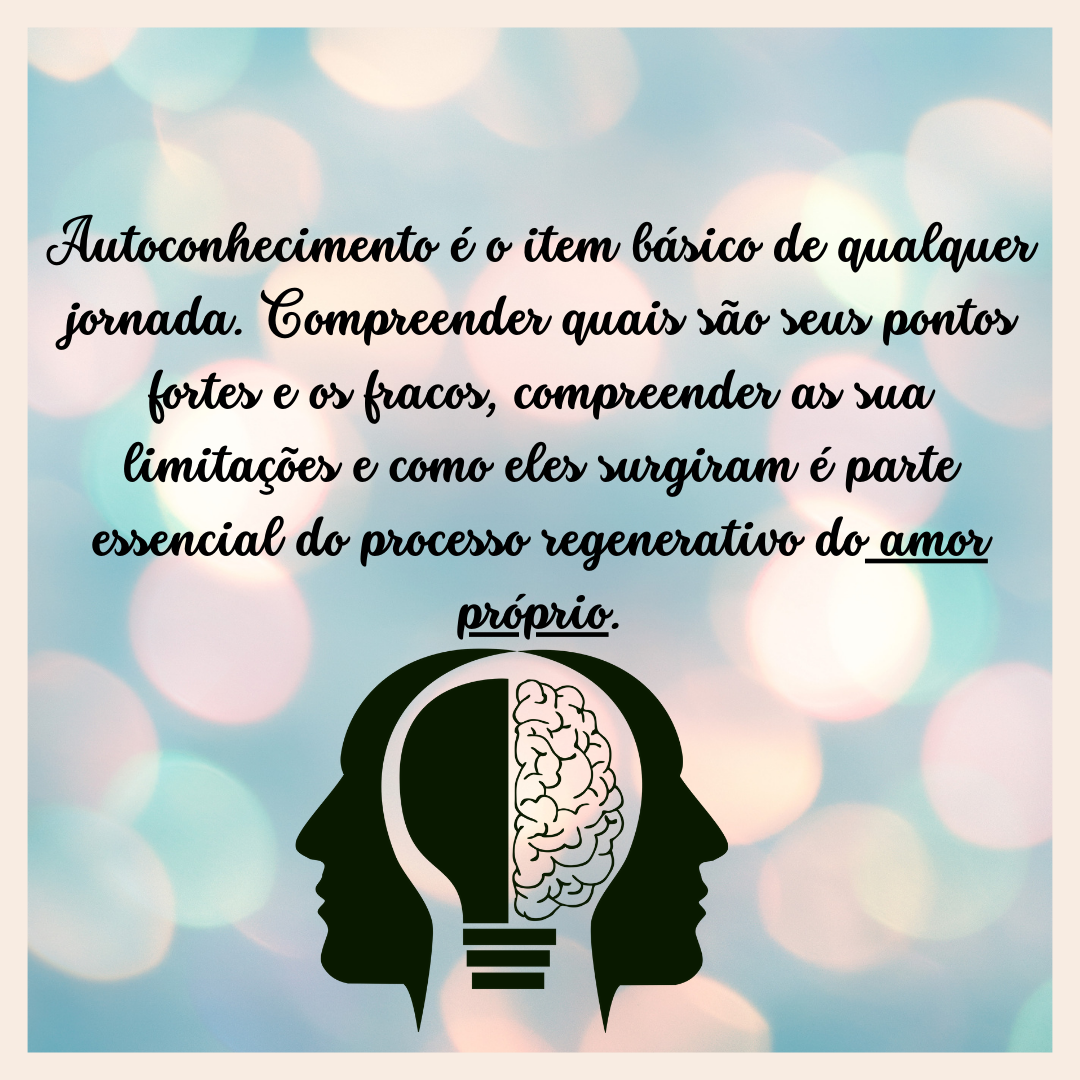 Autoconhecimento é o item básico de qualquer
jornada. Compreender quais são seus pontos
fortes e os fracos, compreender as sua
limitações e como eles surgiram é parte
essencial do processo regenerativo do amor
próprio.